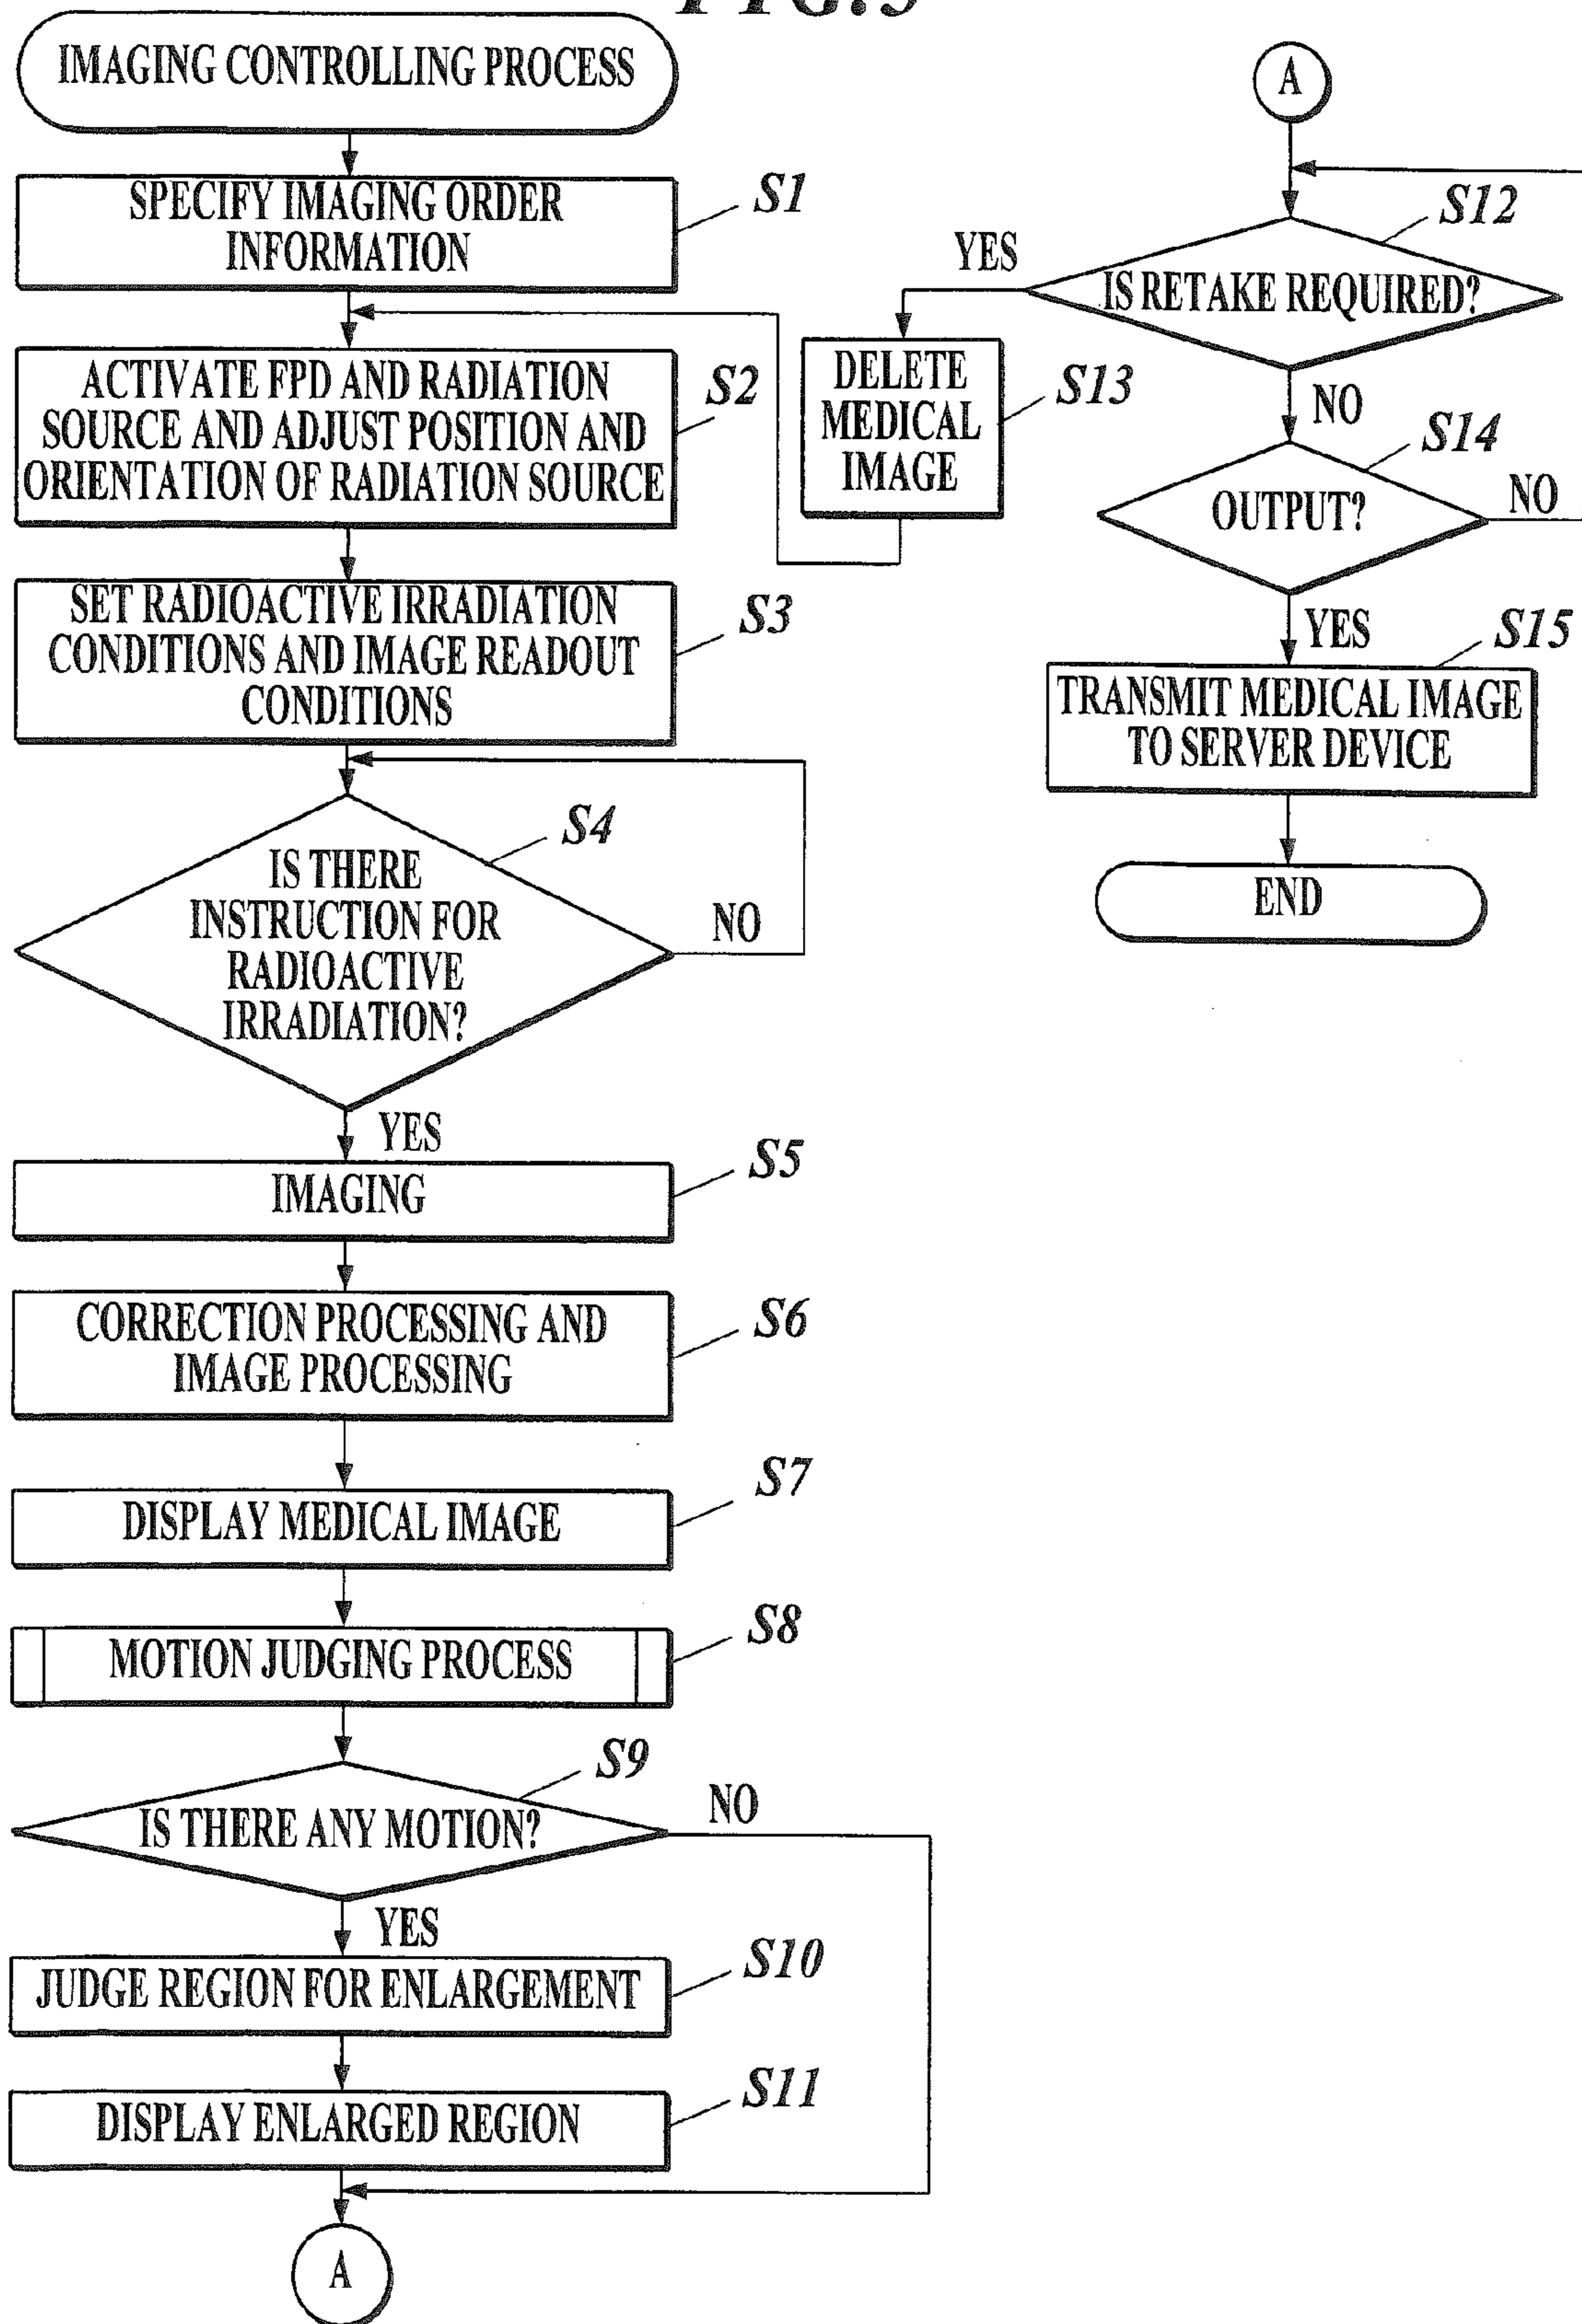 FIG.
IMAGING CONTROLLING PROCESS
SPECIFY IMAGING ORDER
INFORMATION
S1
ACTIVATE FPD AND RADIATION
SOURCE AND ADJUST POSITION AND
ORIENTATION OF RADIATION SOURCE
S2
SET RADIOACTIVE IRRADIATION
CONDITIONS AND IMAGE READOUT
CONDITIONS
S3
S4
IS THERE
INSTRUCTION FOR
RADIOACTIVE
IRRADIATION?
NO
YES
IMAGING
S5
CORRECTION PROCESSING AND
IMAGE PROCESSING
S6
DISPLAY MEDICAL IMAGE
S7
MOTION JUDGING PROCESS
S8
S9
IS THERE ANY MOTION?
NO
YES
JUDGE REGION FOR ENLARGEMENT
S10
DISPLAY ENLARGED REGION
S11
A
A
S12
IS RETAKE REQUIRED?
YES
DELETE
MEDICAL
IMAGE
S13
NO
S14
OUTPUT?
NO
YES
S15
TRANSMIT MEDICAL IMAGE
TO SERVER DEVICE
END